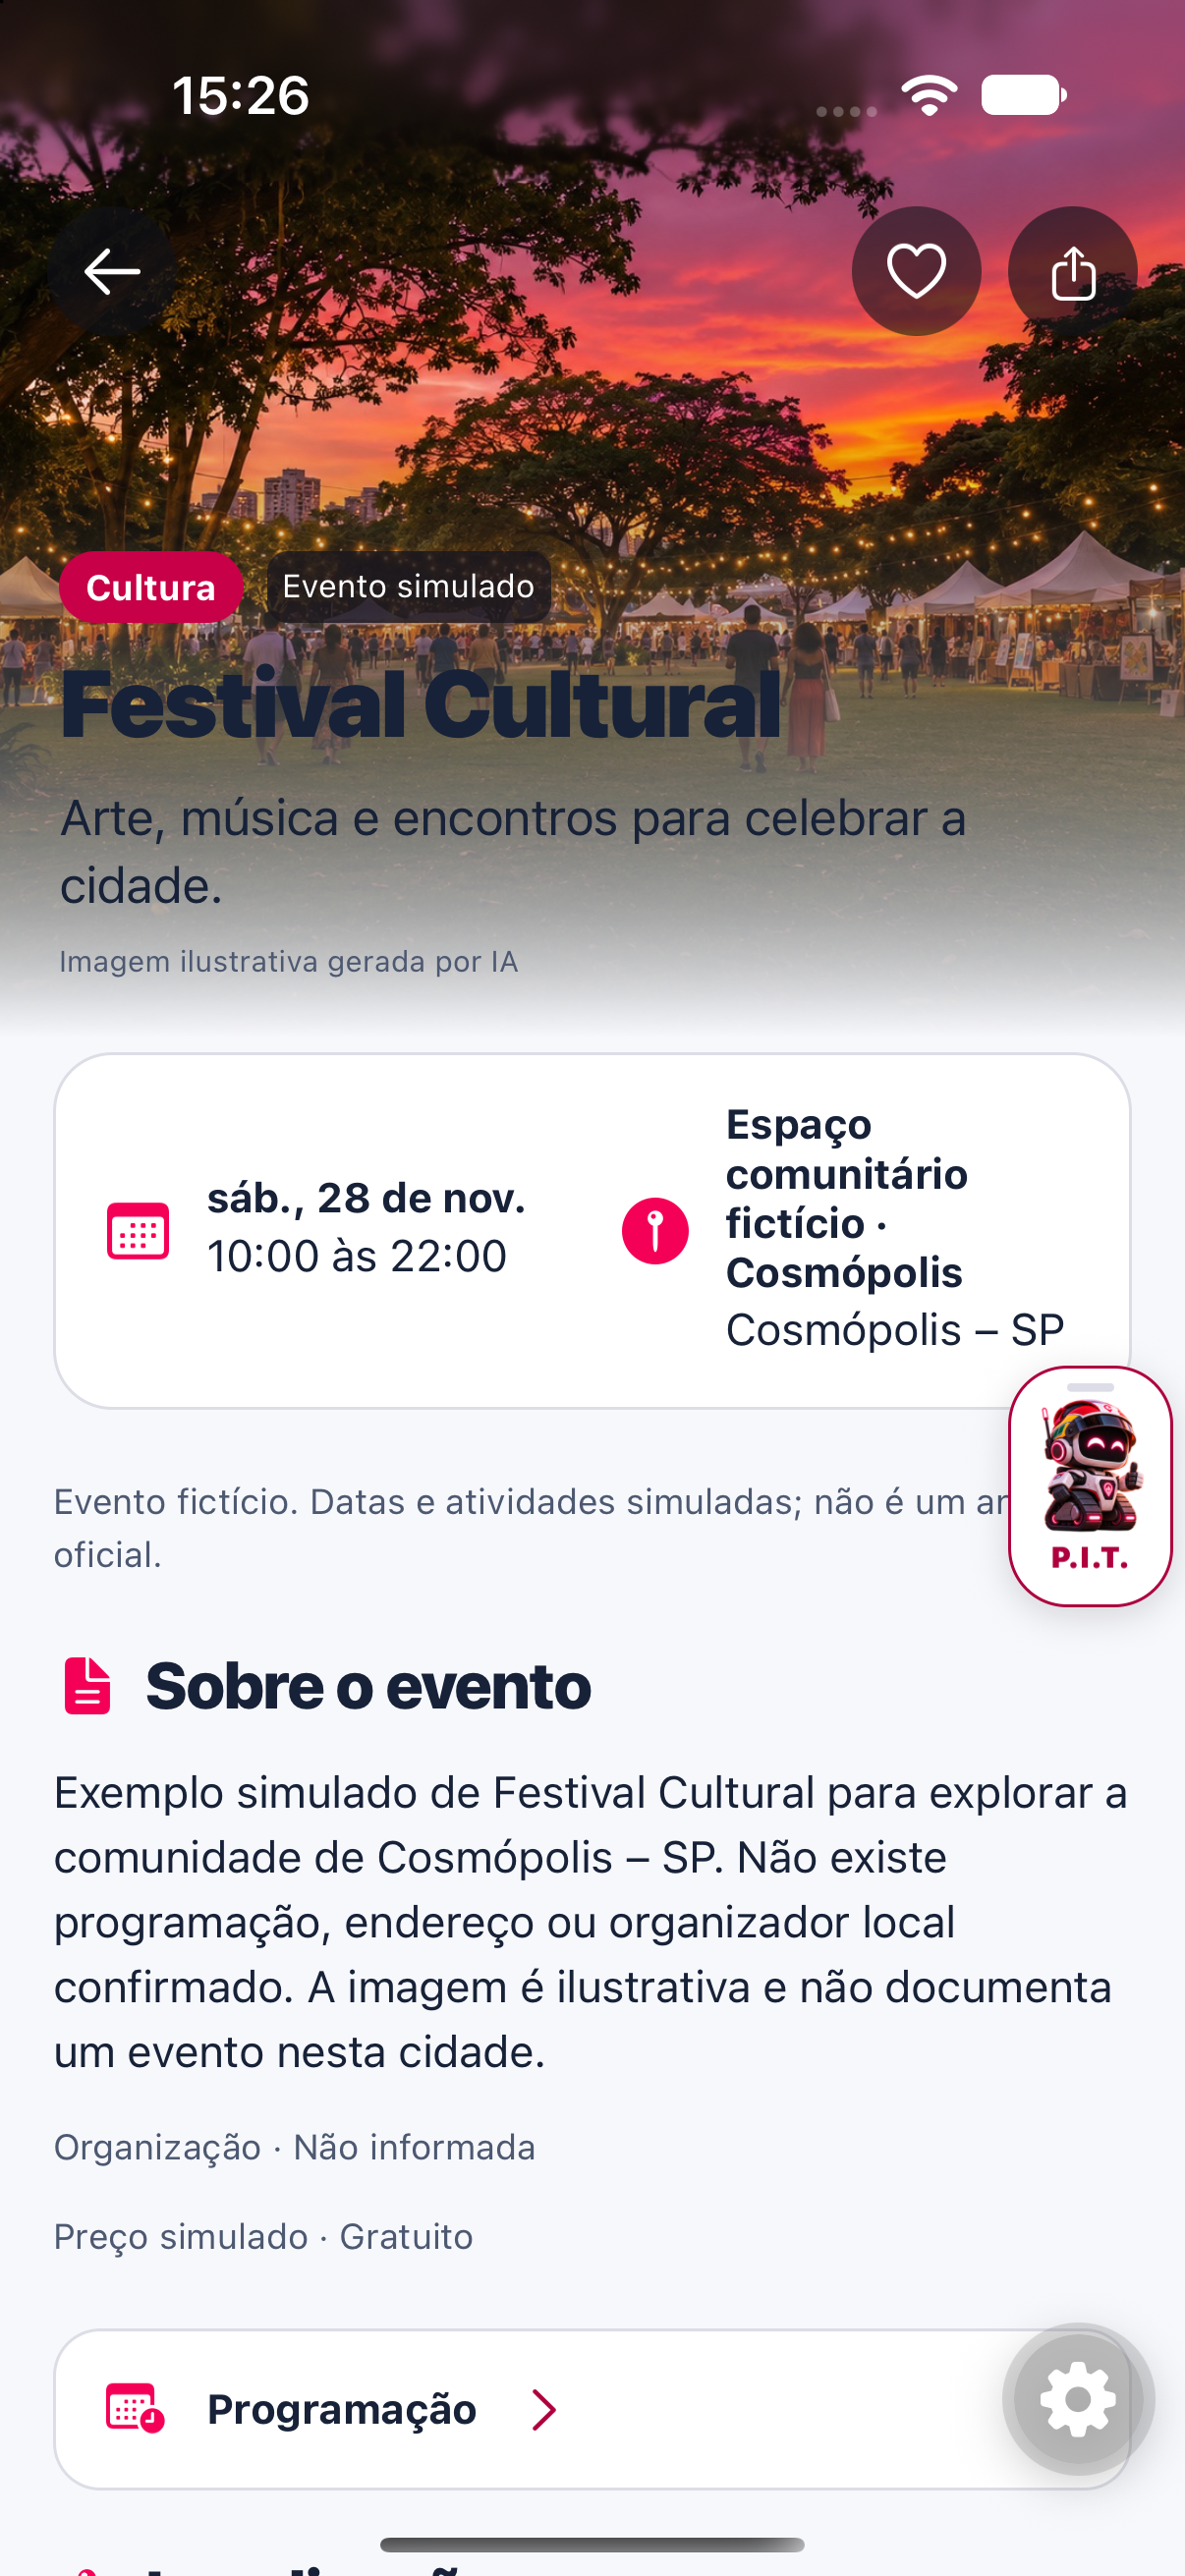 15:26
Cultura
Evento simulado
Festival Cultural
Arte, música e encontros para celebrar a
cidade.
Imagem ilustrativa gerada por IA
sáb., 28 de nov.
10:00 às 22:00
Espaço
comunitário
fictício ·
Cosmópolis
Cosmópolis – SP
Evento fictício. Datas e atividades simuladas; não é um
oficial.
P.I.T.
Sobre o evento
Exemplo simulado de Festival Cultural para explorar a
comunidade de Cosmópolis – SP. Não existe
programação, endereço ou organizador local
confirmado. A imagem é ilustrativa e não documenta
um evento nesta cidade.
Organização · Não informada
Preço simulado · Gratuito
Programação